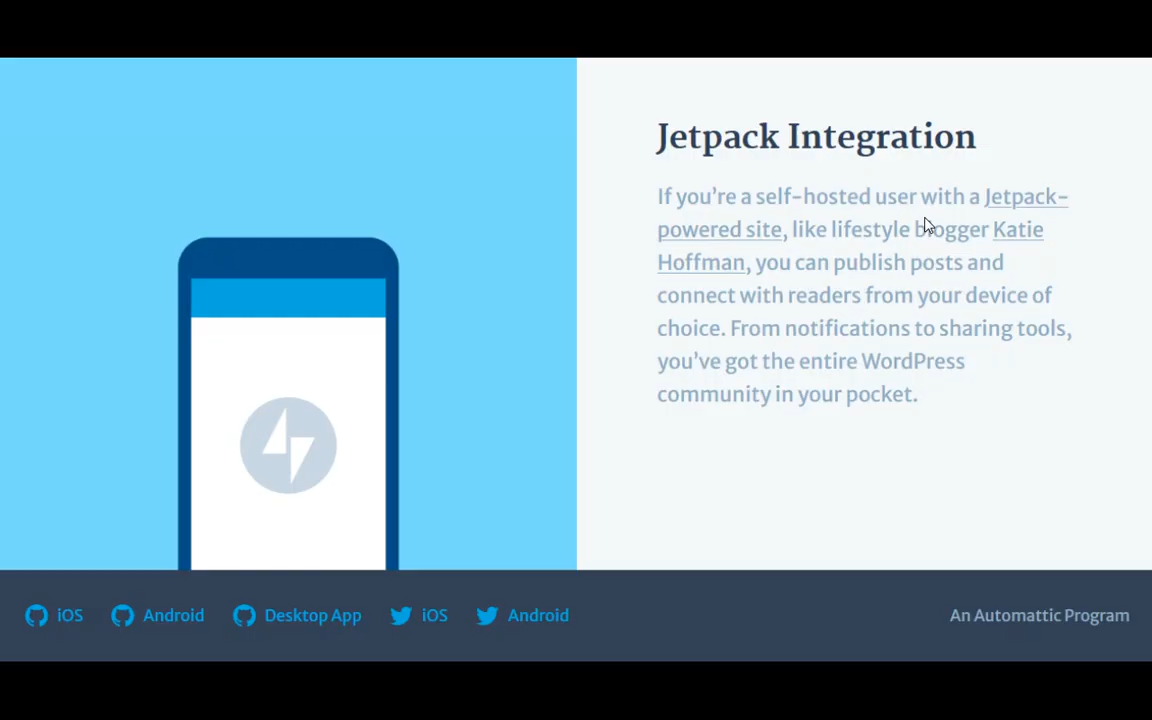 Jetpack Integration
If you're a self-hosted user with a Jetpack-
powered site, like lifestyle blogger Katie
Hoffman, you can publish posts and
connect with readers from your device of
choice. From notifications to sharing tools,
you've got the entire WordPress
community in your pocket.
iOS Android Desktop App iOS Android An Automattic Program